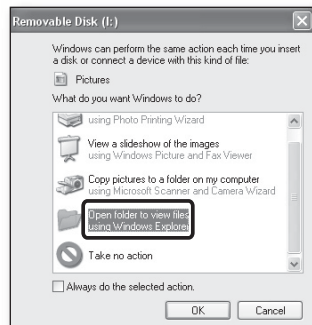 Removable Disk (I:)
Windows can perform the same action each time you insert
a disk or connect a device with this kind of file:
Pictures
What do you want Windows to do?
using Photo Printing Wizard
View a slideshow of the images
using Windows Picture and Fax Viewer
Copy pictures to a folder on my computer
using Microsoft Scanner and Camera Wizard
Open folder to view files
using Windows Explorer
Take no action
Always do the selected action.
OK
Cancel